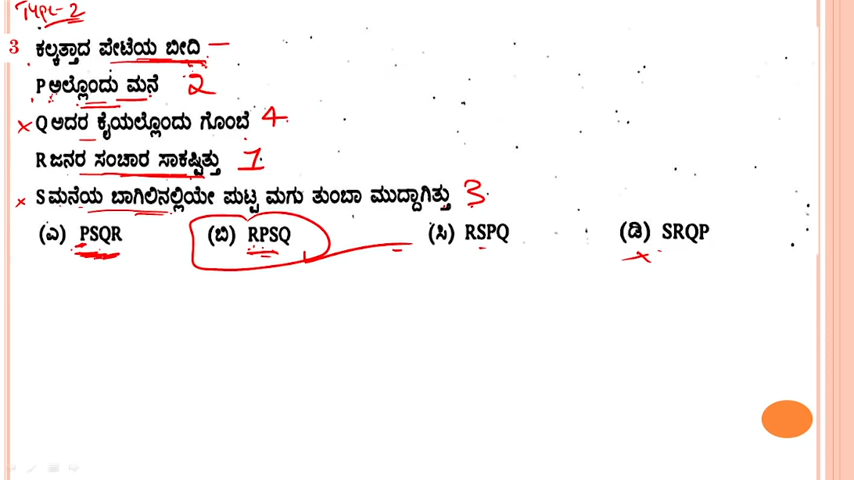 Type-2
3 ಕಲ್ಕತ್ತಾದ ಪೇಟೆಯ ಬೀದಿ –
P ಅಲ್ಲೊಂದು ಮನೆ 2
x Q ಅದರ ಕೈಯಲ್ಲೊಂದು ಗೊಂಬೆ 4
R ಜನರ ಸಂಚಾರ ಸಾಕಷ್ಟಿತ್ತು 1
x S ಮನೆಯ ಬಾಗಿಲಿನಲ್ಲಿಯೇ ಪುಟ್ಟ ಮಗು ತುಂಬಾ ಮುದ್ದಾಗಿತ್ತು 3
(ಎ) PSQR (ಬಿ) RPSQ (ಸಿ) RSPQ (ಡಿ) SRQP
x